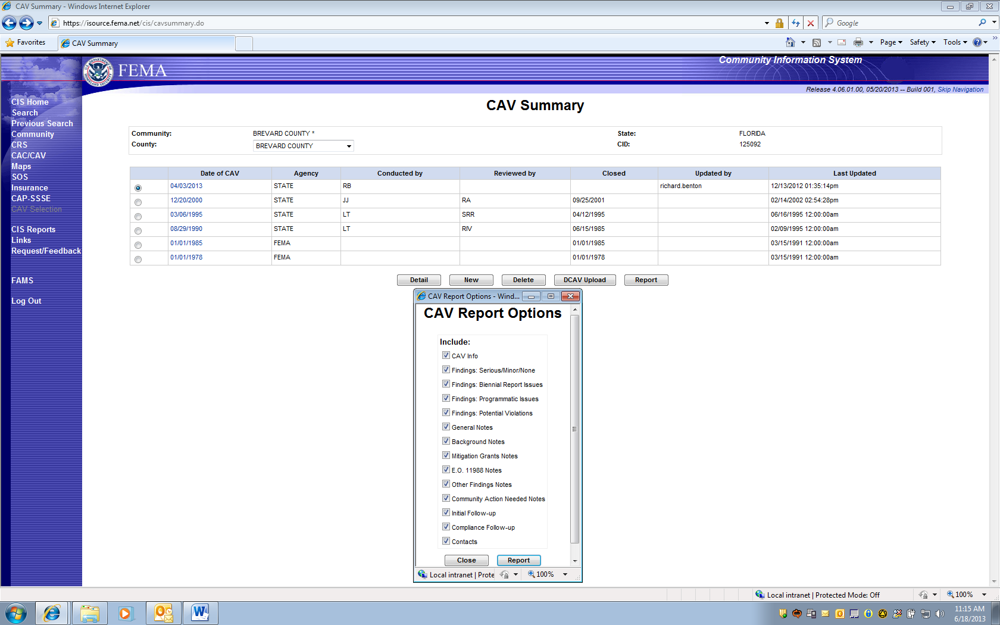 CAV Summary - Windows Internet Explorer
https://isource.fema.net/cis/cavsummary.do
Google
Favorites
CAV Summary
Page
Safety
Tools
FEMA
Community Information System
Release 4.06.01.00, 05/20/2013 -- Build 001, Skip Navigation
CIS Home
Search
Previous Search
Community
CRS
CAC/CAV
Maps
SOS
Insurance
CAP-SSSE
CAV Selection
CIS Reports
Links
Request/Feedback
FAMS
Log Out
CAV Summary
Community: BREVARD COUNTY * State: FLORIDA
County: BREVARD COUNTY CID: 125092
Date of CAV Agency Conducted by Reviewed by Closed Updated by Last Updated
04/03/2013 STATE RB richard.benton 12/13/2012 01:35:14pm
12/20/2000 STATE JJ RA 09/25/2001 02/14/2002 02:54:28pm
03/06/1995 STATE LT SRR 04/12/1995 06/16/1995 12:00:00am
08/29/1990 STATE LT RIV 06/15/1985 02/09/1995 12:00:00am
01/01/1985 FEMA 01/01/1985 03/15/1991 12:00:00am
01/01/1978 FEMA 01/01/1978 03/15/1991 12:00:00am
Detail New Delete DCAV Upload Report
CAV Report Options - Wind...
CAV Report Options
Include:
CAV Info
Findings: Serious/Minor/None
Findings: Biennial Report Issues
Findings: Programmatic Issues
Findings: Potential Violations
General Notes
Background Notes
Mitigation Grants Notes
E.O. 11988 Notes
Other Findings Notes
Community Action Needed Notes
Initial Follow-up
Compliance Follow-up
Contacts
Close Report
Local intranet | Prote 100%
Local intranet | Protected Mode: Off 100%
11:15 AM
6/18/2013